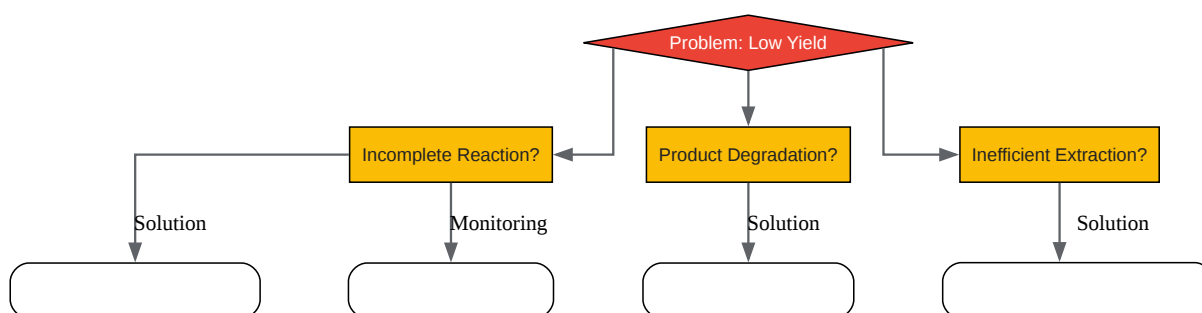 Problem: Low Yield
Incomplete Reaction?
Product Degradation?
Inefficient Extraction?
Solution
Monitoring
Solution
Solution